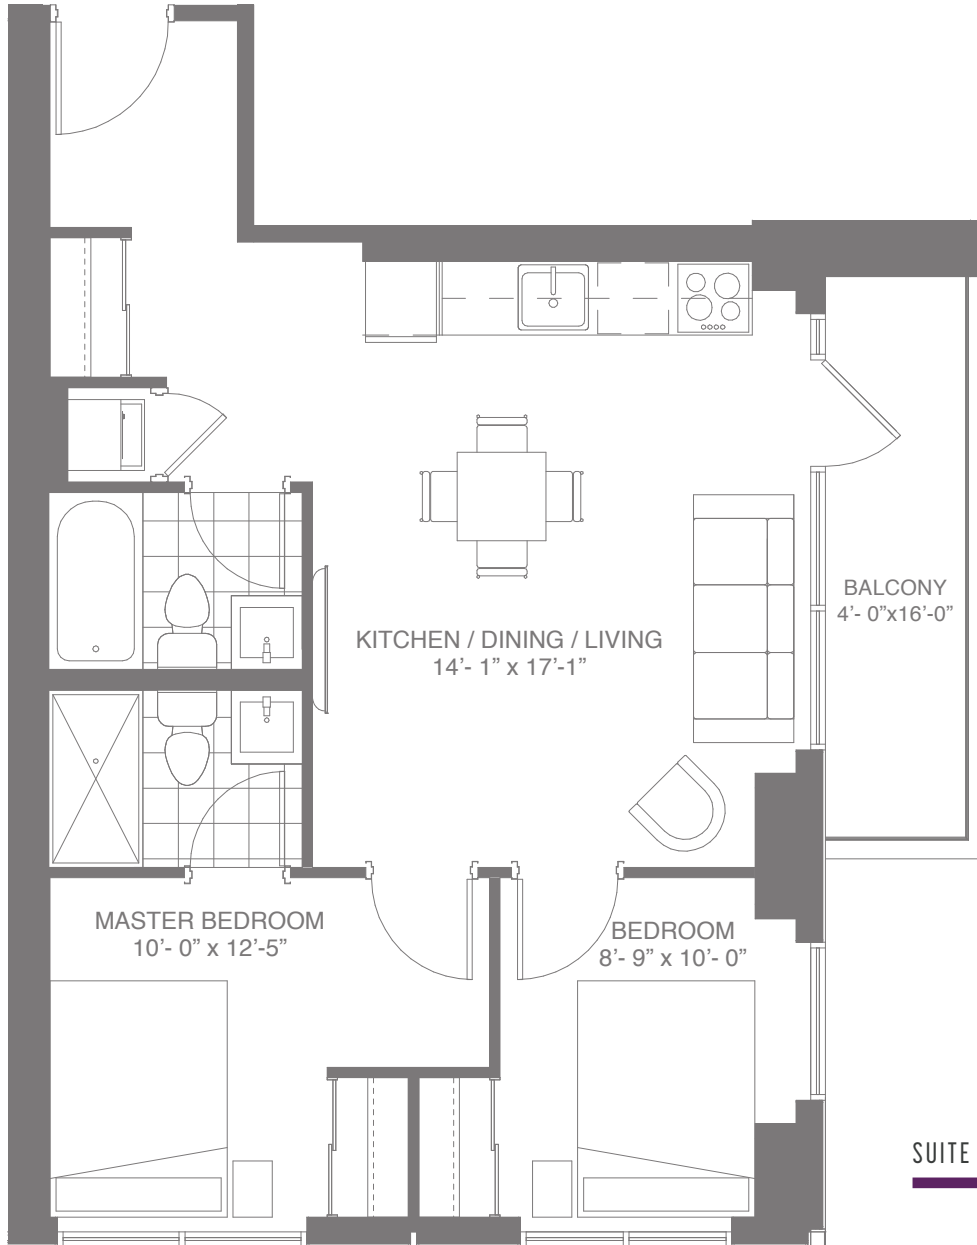 BALCONY
4'- 0”x16'-0”
KITCHEN / DINING / LIVING
14'- 1” x 17'-1”
MASTER BEDROOM
10'- 0” x 12'-5”
BEDROOM
8'- 9” x 10'- 0”
SUITE